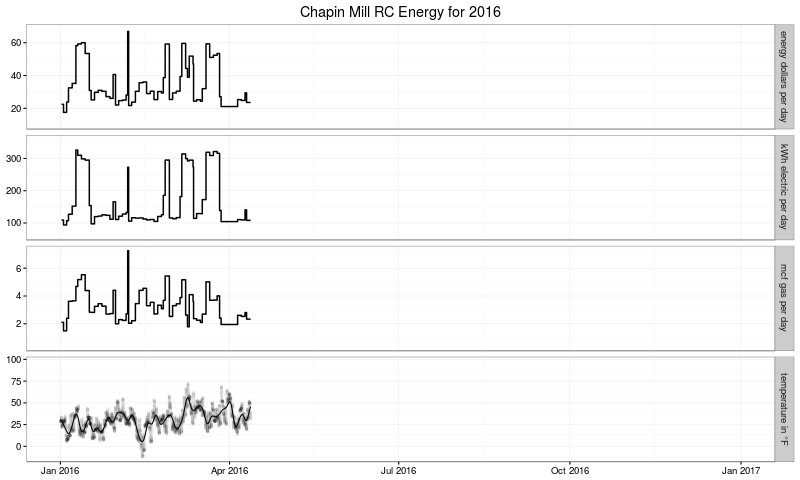 Chapin Mill RC Energy for 2016
60
40
20
energy dollars per day
300
200
100
kWh electric per day
6
4
2
mcf gas per day
100
75
50
25
0
temperature in °F
Jan 2016 Apr 2016 Jul 2016 Oct 2016 Jan 2017